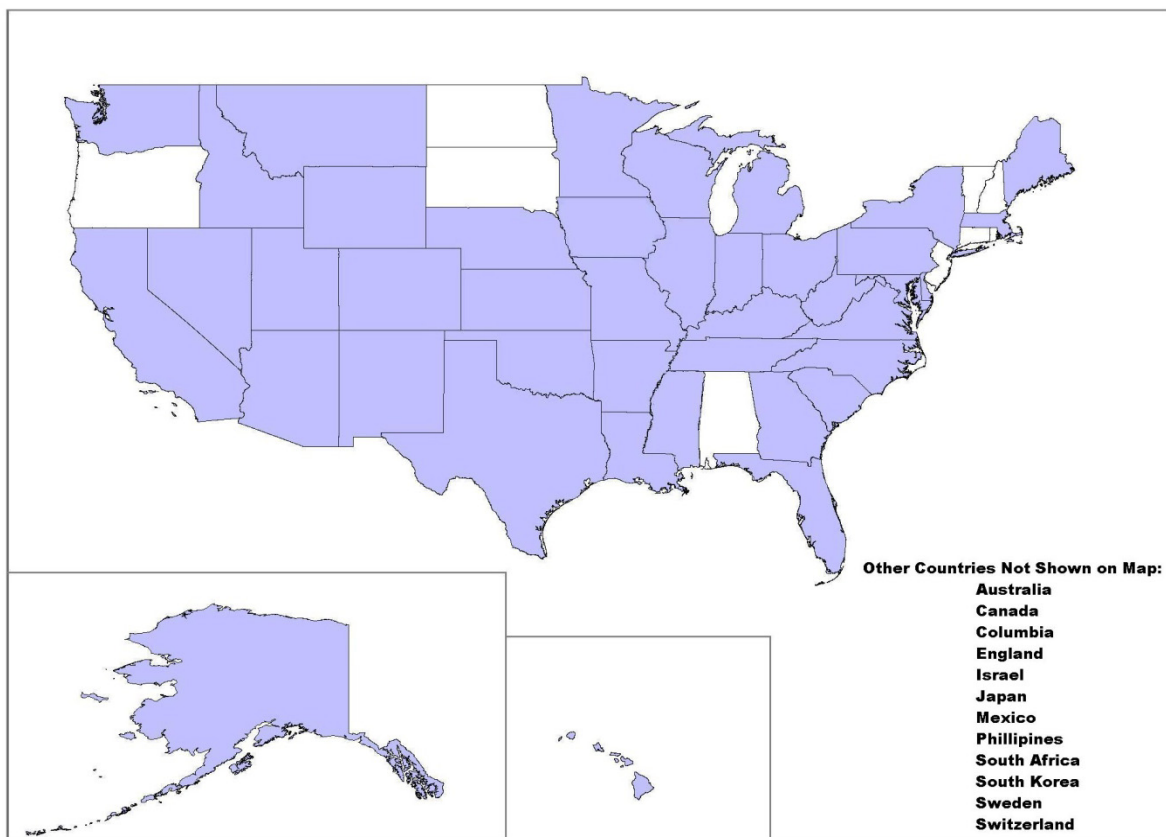 Other Countries Not Shown on Map:
Australia
Canada
Columbia
England
Israel
Japan
Mexico
Phillipines
South Africa
South Korea
Sweden
Switzerland